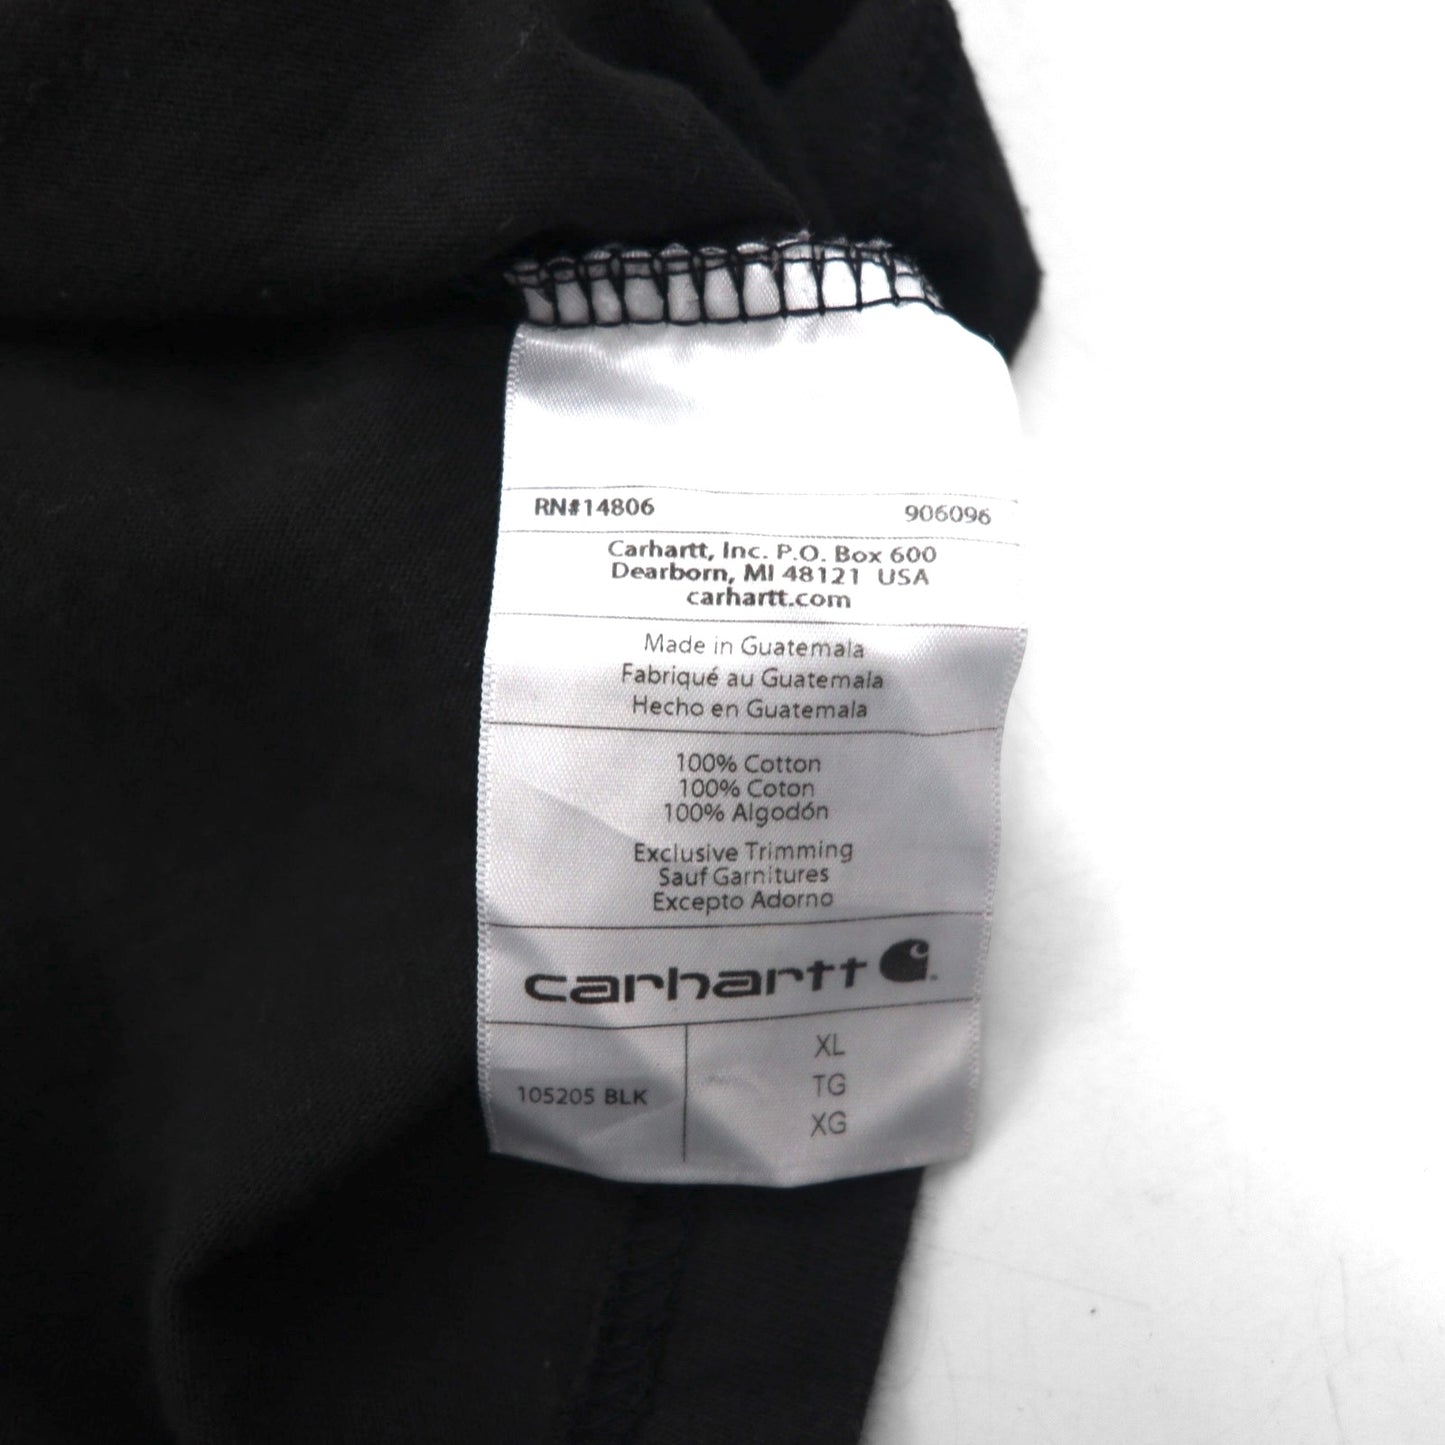 RN#14806 906096
Carhartt, Inc. P.O. Box 600
Dearborn, MI 48121 USA
carhartt.com
Made in Guatemala
Fabriqué au Guatemala
Hecho en Guatemala
100% Cotton
100% Coton
100% Algodón
Exclusive Trimming
Sauf Garnitures
Excepto Adorno
carhartt
105205 BLK
XL
TG
XG